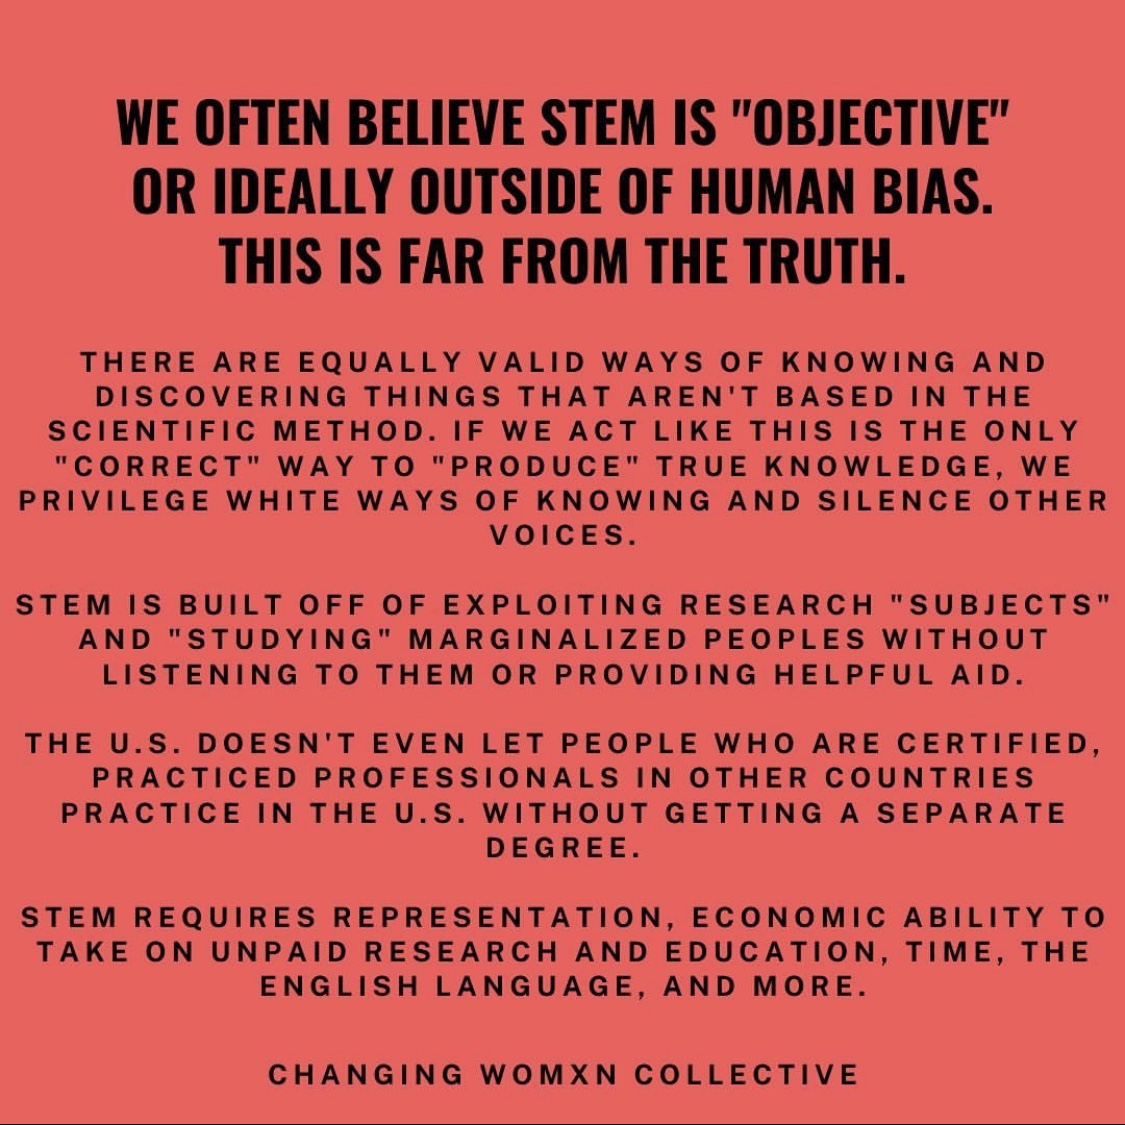 WE OFTEN BELIEVE STEM IS "OBJECTIVE"
OR IDEALLY OUTSIDE OF HUMAN BIAS.
THIS IS FAR FROM THE TRUTH.
THERE ARE EQUALLY VALID WAYS OF KNOWING AND
DISCOVERING THINGS THAT AREN'T BASED IN THE
SCIENTIFIC METHOD. IF WE ACT LIKE THIS IS THE ONLY
"CORRECT" WAY TO "PRODUCE" TRUE KNOWLEDGE, WE
PRIVILEGE WHITE WAYS OF KNOWING AND SILENCE OTHER
VOICES.
STEM IS BUILT OFF OF EXPLOITING RESEARCH "SUBJECTS"
AND "STUDYING" MARGINALIZED PEOPLES WITHOUT
LISTENING TO THEM OR PROVIDING HELPFUL AID.
THE U.S. DOESN'T EVEN LET PEOPLE WHO ARE CERTIFIED,
PRACTICED PROFESSIONALS IN OTHER COUNTRIES
PRACTICE IN THE U.S. WITHOUT GETTING A SEPARATE
DEGREE.
STEM REQUIRES REPRESENTATION, ECONOMIC ABILITY TO
TAKE ON UNPAID RESEARCH AND EDUCATION, TIME, THE
ENGLISH LANGUAGE, AND MORE.
CHANGING WOMXN COLLECTIVE